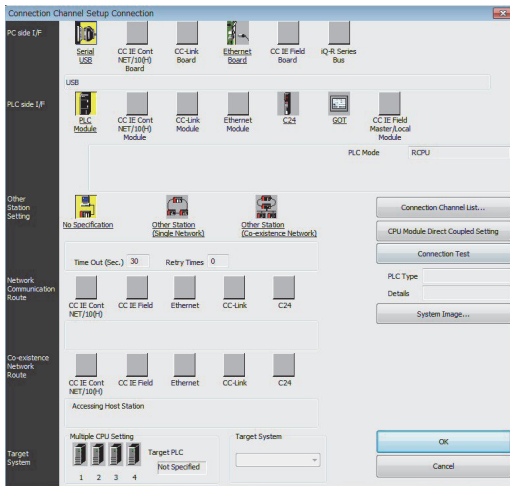 Connection Channel Setup Connection
PC side I/F
Serial
USB
CC IE Cont
NET/10(H)
Board
CC-Link
Board
Ethernet
Board
CC IE Field
Board
iQ-R Series
Bus
USB
PLC side I/F
PLC
Module
CC IE Cont
NET/10(H)
Module
CC-Link
Module
Ethernet
Module
C24
GOT
CC IE Field
Master/Local
Module
PLC Mode RCPU
Other
Station
Setting
No Specification
Other Station
(Single Network)
Other Station
(Co-existence Network)
Connection Channel List...
CPU Module Direct Coupled Setting
Connection Test
Time Out (Sec.) 30 Retry Times 0
PLC Type
Details
System Image...
Network
Communication
Route
CC IE Cont
NET/10(H)
CC IE Field
Ethernet
CC-Link
C24
Co-existence
Network
Route
CC IE Cont
NET/10(H)
CC IE Field
Ethernet
CC-Link
C24
Accessing Host Station
Target
System
Multiple CPU Setting
1 2 3 4
Target PLC
Not Specified
Target System
OK
Cancel